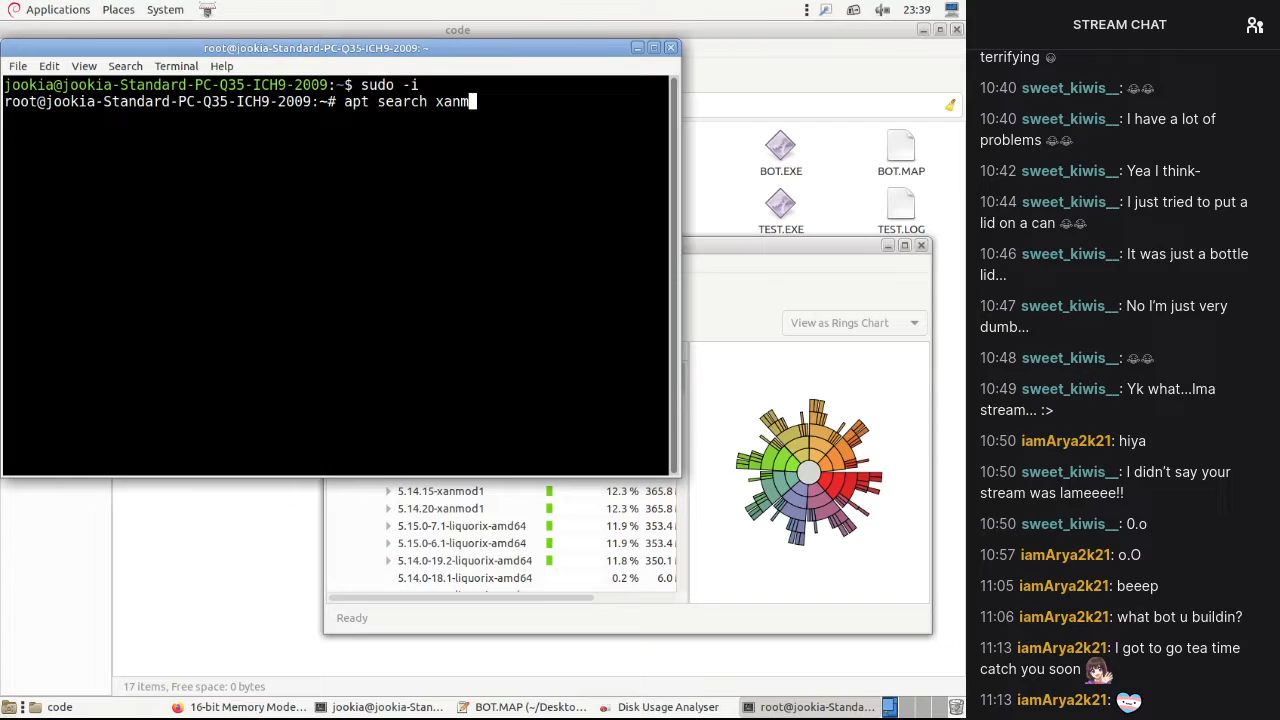 Applications Places System 23:39
code
root@jookia-Standard-PC-Q35-ICH9-2009: ~
File Edit View Search Terminal Help
jookia@jookia-Standard-PC-Q35-ICH9-2009:~$ sudo -i
root@jookia-Standard-PC-Q35-ICH9-2009:~# apt search xanm
BOT.EXE BOT.MAP
TEST.EXE TEST.LOG
View as Rings Chart
5.14.15-xanmod1 12.3 % 365.8
5.14.20-xanmod1 12.3 % 365.8
5.15.0-7.1-liquorix-amd64 11.9 % 353.4
5.15.0-6.1-liquorix-amd64 11.9 % 353.4
5.14.0-19.2-liquorix-amd64 11.8 % 350.1
5.14.0-18.1-liquorix-amd64 0.2 % 6.0
Ready
17 items, Free space: 0 bytes
code 16-bit Memory Mode... jookia@jookia-Sta... BOT.MAP (~/Deskto... Disk Usage Analyser root@jookia-Standa...
STREAM CHAT
terrifying
10:40 sweet_kiwis__: 😂😂
10:40 sweet_kiwis__: I have a lot of
problems 😂😂
10:42 sweet_kiwis__: Yea I think-
10:44 sweet_kiwis__: I just tried to put a
lid on a can 😂😂
10:46 sweet_kiwis__: It was just a bottle
lid...
10:47 sweet_kiwis__: No I’m just very
dumb...
10:48 sweet_kiwis__: 😂😂
10:49 sweet_kiwis__: Yk what...Ima
stream... :>
10:50 iamArya2k21: hiya
10:50 sweet_kiwis__: I didn’t say your
stream was lameeee!!
10:50 sweet_kiwis__: 0.o
10:57 iamArya2k21: o.O
11:05 iamArya2k21: beeep
11:06 iamArya2k21: what bot u buildin?
11:13 iamArya2k21: I got to go tea time
catch you soon
11:13 iamArya2k21: